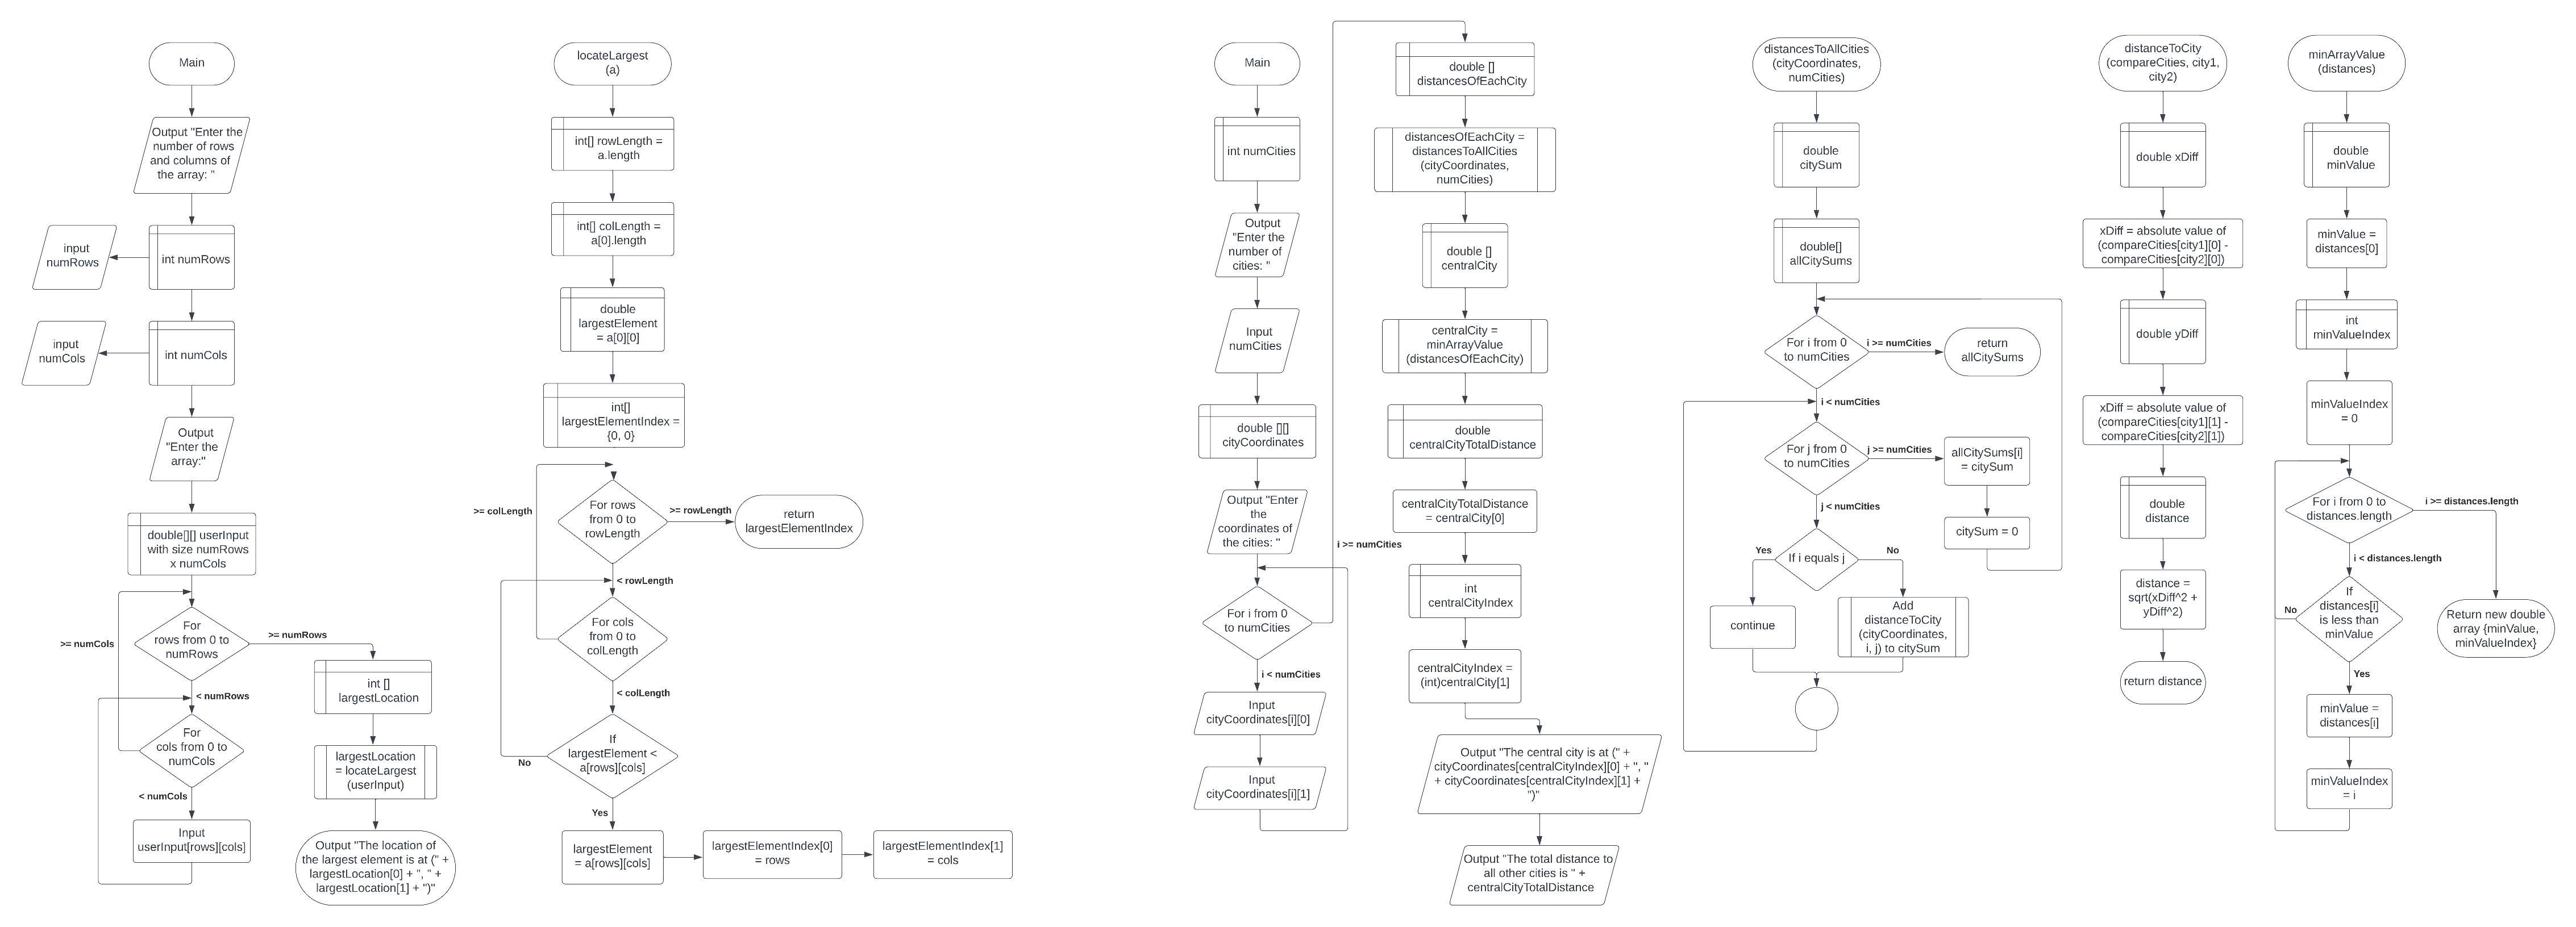 Main
Output "Enter the
number of rows
and columns of
the array: "
input
numRows
int numRows
input
numCols
int numCols
Output
"Enter the
array:"
double[][] userInput
with size numRows
x numCols
For
rows from 0 to
numRows
>= numRows
>= numCols
< numRows
For
cols from 0 to
numCols
< numCols
Input
userInput[rows][cols]
int []
largestLocation
largestLocation
= locateLargest
(userInput)
Output "The location of
the largest element is at (" +
largestLocation[0] + ", " +
largestLocation[1] + ")"
locateLargest
(a)
int[] rowLength =
a.length
int[] colLength =
a[0].length
double
largestElement
= a[0][0]
int[]
largestElementIndex =
{0, 0}
>= colLength
For rows
from 0 to
rowLength
>= rowLength
return
largestElementIndex
< rowLength
For cols
from 0 to
colLength
< colLength
If
largestElement <
a[rows][cols]
No
Yes
largestElement
= a[rows][cols]
largestElementIndex[0]
= rows
largestElementIndex[1]
= cols
Main
int numCities
Output
"Enter the
number of
cities: "
Input
numCities
double [][]
cityCoordinates
Output "Enter
the
coordinates of
the cities: "
For i from 0
to numCities
i >= numCities
i < numCities
Input
cityCoordinates[i][0]
Input
cityCoordinates[i][1]
double []
distancesOfEachCity
distancesOfEachCity =
distancesToAllCities
(cityCoordinates,
numCities)
double []
centralCity
centralCity =
minArrayValue
(distancesOfEachCity)
double
centralCityTotalDistance
centralCityTotalDistance
= centralCity[0]
int
centralCityIndex
centralCityIndex =
(int)centralCity[1]
Output "The central city is at (" +
cityCoordinates[centralCityIndex][0] + ", "
+ cityCoordinates[centralCityIndex][1] +
")"
Output "The total distance to
all other cities is " +
centralCityTotalDistance
distancesToAllCities
(cityCoordinates,
numCities)
double
citySum
double[]
allCitySums
For i from 0
to numCities
i >= numCities
return
allCitySums
i < numCities
For j from 0
to numCities
j >= numCities
allCitySums[i]
= citySum
citySum = 0
j < numCities
If i equals j
Yes
No
continue
Add
distanceToCity
(cityCoordinates,
i, j) to citySum
distanceToCity
(compareCities, city1,
city2)
double xDiff
xDiff = absolute value of
(compareCities[city1][0] -
compareCities[city2][0])
double yDiff
xDiff = absolute value of
(compareCities[city1][1] -
compareCities[city2][1])
double
distance
distance =
sqrt(xDiff^2 +
yDiff^2)
return distance
minArrayValue
(distances)
double
minValue
minValue =
distances[0]
int
minValueIndex
minValueIndex
= 0
For i from 0 to
distances.length
i >= distances.length
i < distances.length
If
distances[i]
is less than
minValue
No
Yes
Return new double
array {minValue,
minValueIndex}
minValue =
distances[i]
minValueIndex
= i